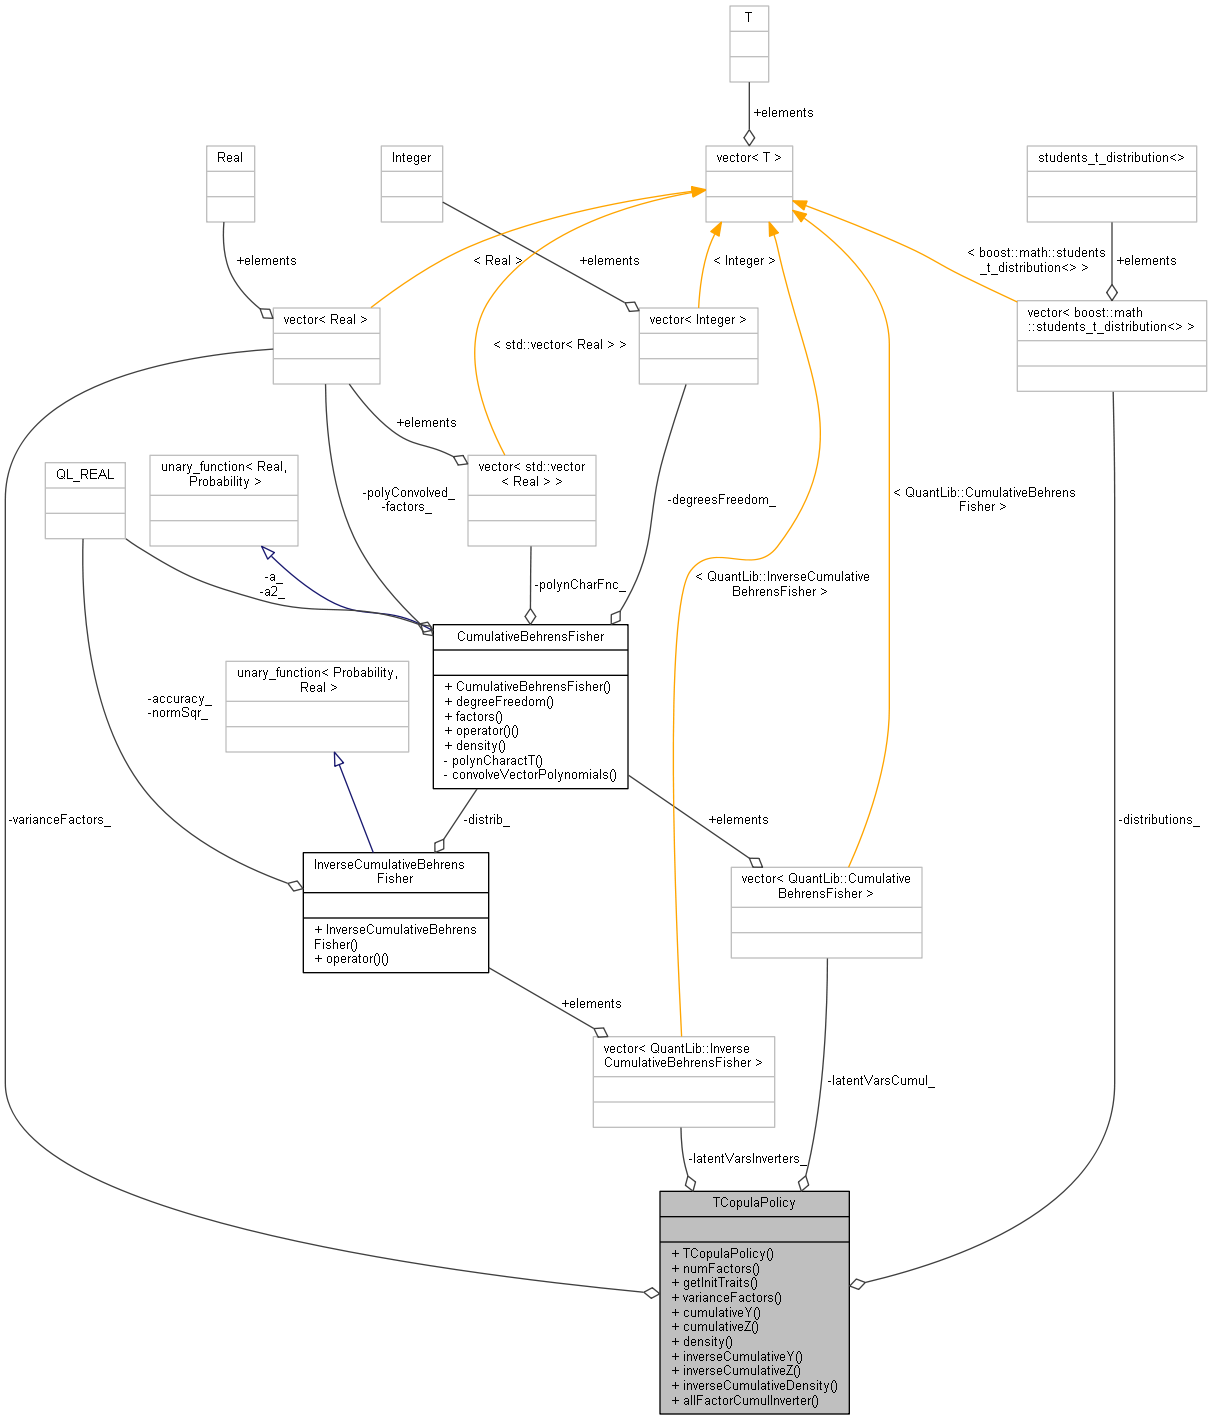 T
+elements
Real
Integer
vector< T >
students_t_distribution<>
+elements
< Real >
+elements
< Integer >
< boost::math::students
_t_distribution<> >
+elements
vector< Real >
vector< Integer >
vector< boost::math
::students_t_distribution<> >
< std::vector< Real > >
+elements
QL_REAL
unary_function< Real,
Probability >
vector< std::vector
< Real > >
-polyConvolved_
-factors_
-degreesFreedom_
< QuantLib::CumulativeBehrens
Fisher >
-a_
-a2_
-polynCharFnc_
< QuantLib::InverseCumulative
BehrensFisher >
CumulativeBehrensFisher
+ CumulativeBehrensFisher()
+ degreeFreedom()
+ factors()
+ operator()()
+ density()
- polynCharactT()
- convolveVectorPolynomials()
unary_function< Probability,
Real >
-accuracy_
-normSqr_
-varianceFactors_
-distrib_
+elements
-distributions_
InverseCumulativeBehrens
Fisher
+ InverseCumulativeBehrens
Fisher()
+ operator()()
vector< QuantLib::Cumulative
BehrensFisher >
+elements
vector< QuantLib::Inverse
CumulativeBehrensFisher >
-latentVarsCumul_
-latentVarsInverters_
TCopulaPolicy
+ TCopulaPolicy()
+ numFactors()
+ getInitTraits()
+ varianceFactors()
+ cumulativeY()
+ cumulativeZ()
+ density()
+ inverseCumulativeY()
+ inverseCumulativeZ()
+ inverseCumulativeDensity()
+ allFactorCumulInverter()